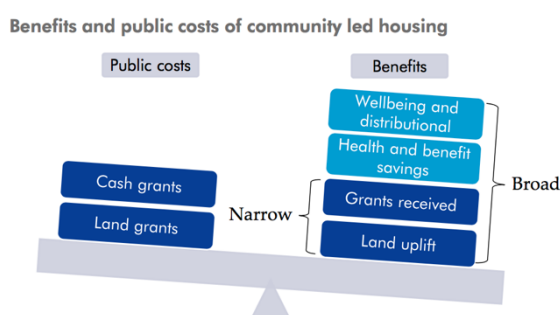 Benefits and public costs of community led housing
Public costs
Benefits
Wellbeing and
distributional
Health and benefit
savings
Broad
Cash grants
Grants received
Narrow
Land grants
Land uplift